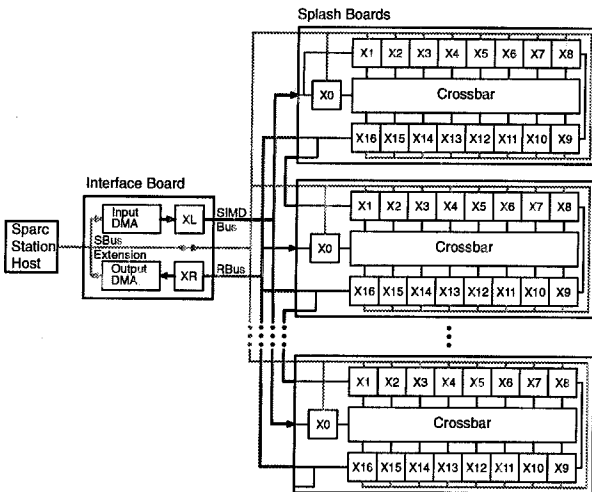 Splash Boards
X1 X2 X3 X4 X5 X6 X7 X8
X0
Crossbar
X16 X15 X14 X13 X12 X11 X10 X9
Interface Board
Sparc
Station
Host
Input
DMA
XL
SIMD
Bus
SBus
Extension
Output
DMA
XR
RBus
X1 X2 X3 X4 X5 X6 X7 X8
X0
Crossbar
X16 X15 X14 X13 X12 X11 X10 X9
X1 X2 X3 X4 X5 X6 X7 X8
X0
Crossbar
X16 X15 X14 X13 X12 X11 X10 X9